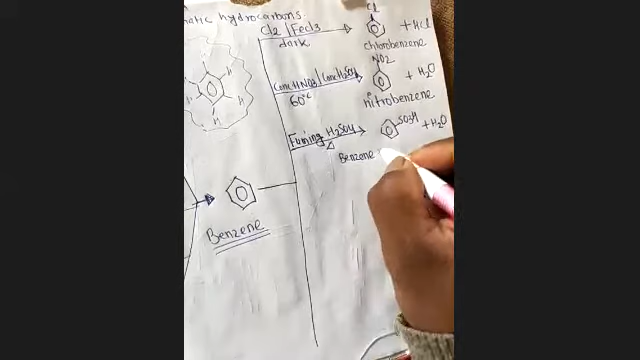 matic hydrocarbons.
Cl2 / FeCl3
dark
Cl
+ HCl
chlorobenzene
Conc.HNO3 / Conc.H2SO4
60°C
NO2
+ H2O
nitrobenzene
Fuming H2SO4
Δ
SO3H
+ H2O
Benzene
H
H
H
Benzene